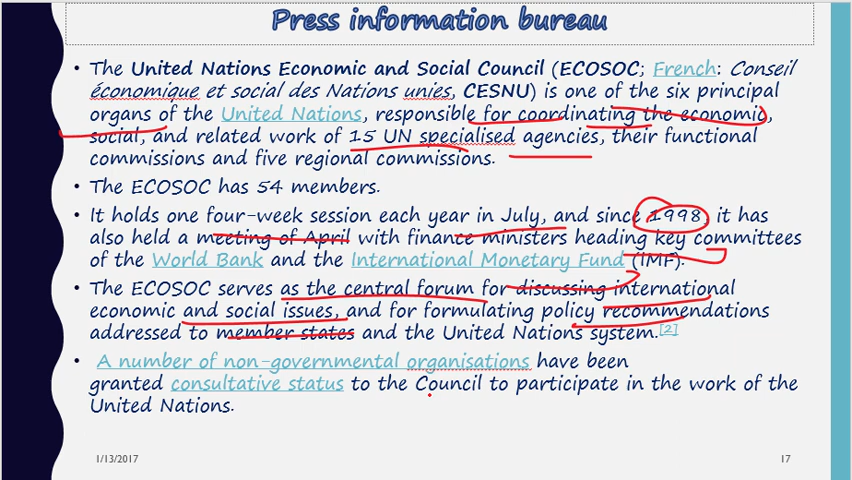 Press information bureau
• The United Nations Economic and Social Council (ECOSOC; French: Conseil
économique et social des Nations unies, CESNU) is one of the six principal
organs of the United Nations, responsible for coordinating the economic,
social, and related work of 15 UN specialised agencies, their functional
commissions and five regional commissions.
• The ECOSOC has 54 members.
• It holds one four-week session each year in July, and since 1998, it has
also held a meeting of April with finance ministers heading key committees
of the World Bank and the International Monetary Fund (IMF).
• The ECOSOC serves as the central forum for discussing international
economic and social issues, and for formulating policy recommendations
addressed to member states and the United Nations system.[2]
• A number of non-governmental organisations have been
granted consultative status to the Council to participate in the work of the
United Nations.
1/13/2017
17